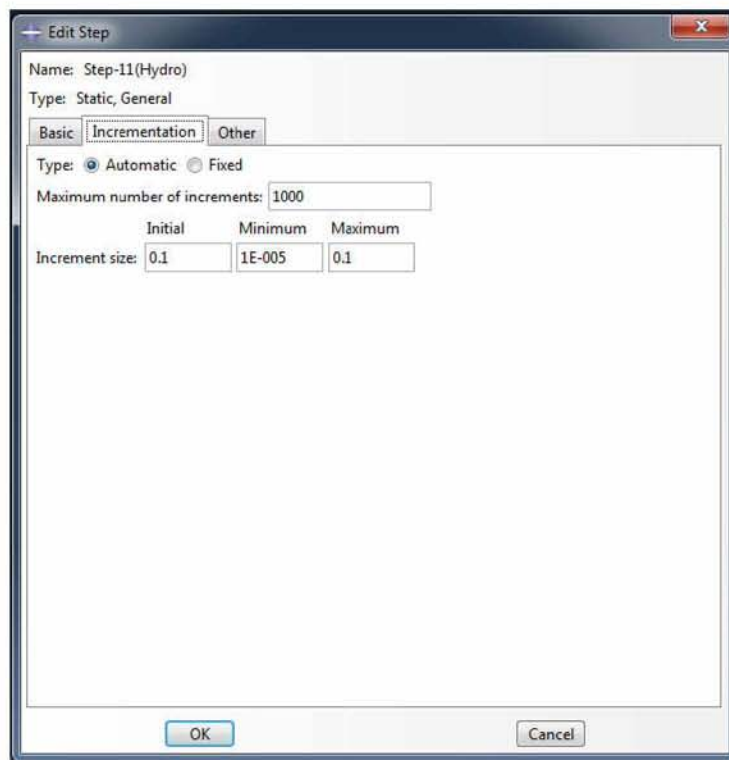 Edit Step
x
Name: Step-11(Hydro)
Type: Static, General
Basic Incrementation Other
Type: Automatic Fixed
Maximum number of increments: 1000
Initial Minimum Maximum
Increment size: 0.1 1E-005 0.1
OK Cancel